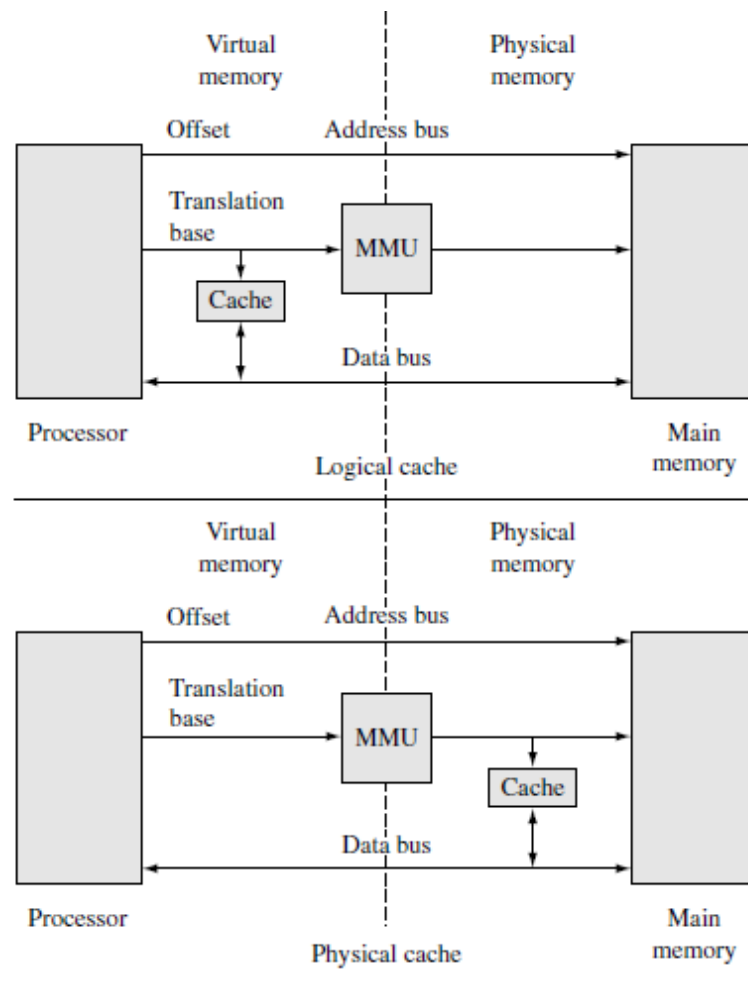 Virtual
memory
Physical
memory
Offset
Address bus
Translation
base
MMU
Cache
Data bus
Processor
Main
memory
Logical cache
Virtual
memory
Physical
memory
Offset
Address bus
Translation
base
MMU
Cache
Data bus
Processor
Main
memory
Physical cache